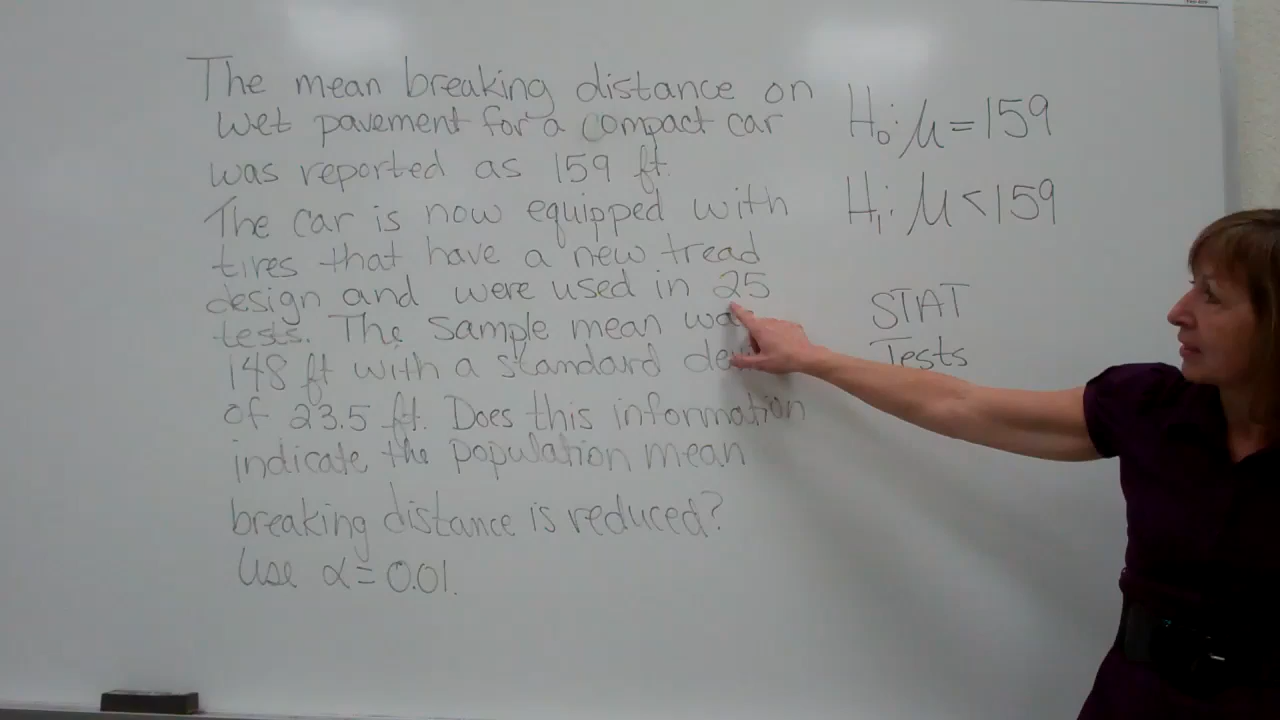 The mean breaking distance on
wet pavement for a compact car
was reported as 159 ft.
The car is now equipped with
tires that have a new tread
design and were used in 25
tests. The sample mean
148 ft with a standard
of 23.5 ft. Does this information
indicate the population mean
breaking distance is reduced?
Use α = 0.01.
H₀: μ = 159
H₁: μ < 159
STAT
Tests